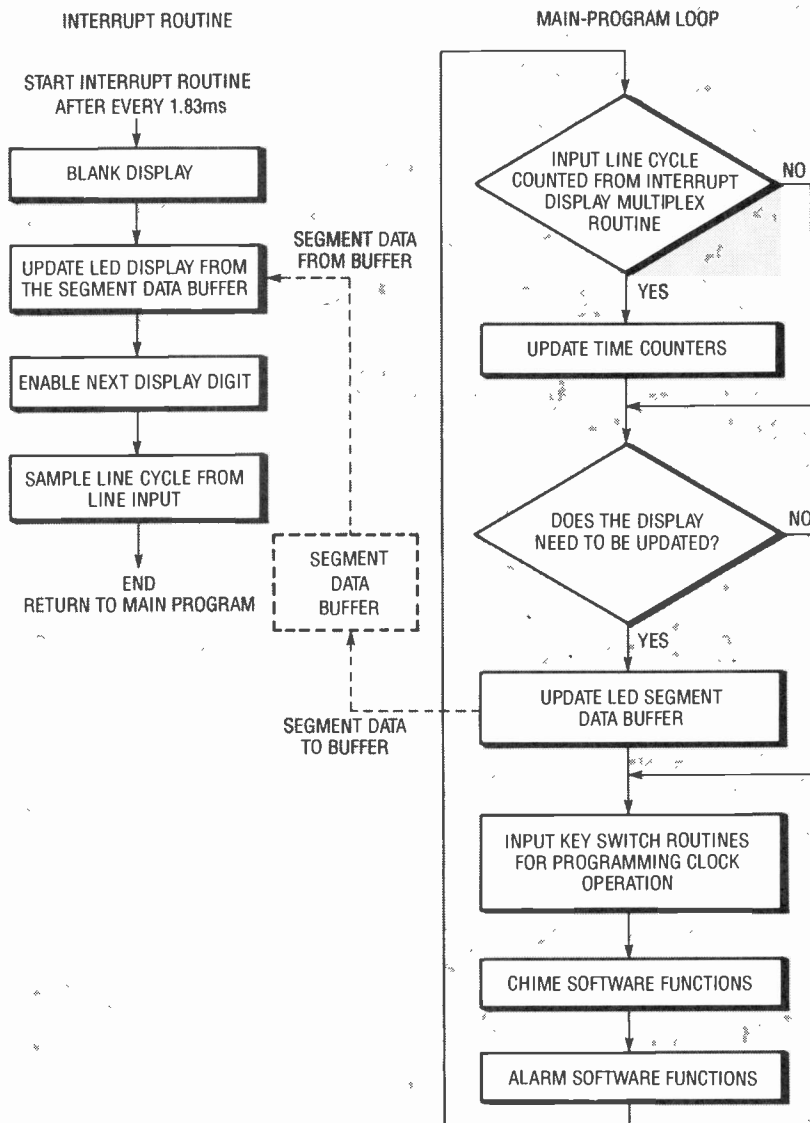 INTERRUPT ROUTINE
START INTERRUPT ROUTINE
AFTER EVERY 1.83ms
BLANK DISPLAY
UPDATE LED DISPLAY FROM
THE SEGMENT DATA BUFFER
ENABLE NEXT DISPLAY DIGIT
SAMPLE LINE CYCLE FROM
LINE INPUT
END
RETURN TO MAIN PROGRAM
SEGMENT DATA
FROM BUFFER
SEGMENT
DATA
BUFFER
SEGMENT DATA
TO BUFFER
MAIN-PROGRAM LOOP
INPUT LINE CYCLE
COUNTED FROM INTERRUPT
DISPLAY MULTIPLEX
ROUTINE
NO
YES
UPDATE TIME COUNTERS
DOES THE DISPLAY
NEED TO BE UPDATED?
NO
YES
UPDATE LED SEGMENT
DATA BUFFER
INPUT KEY SWITCH ROUTINES
FOR PROGRAMMING CLOCK
OPERATION
CHIME SOFTWARE FUNCTIONS
ALARM SOFTWARE FUNCTIONS